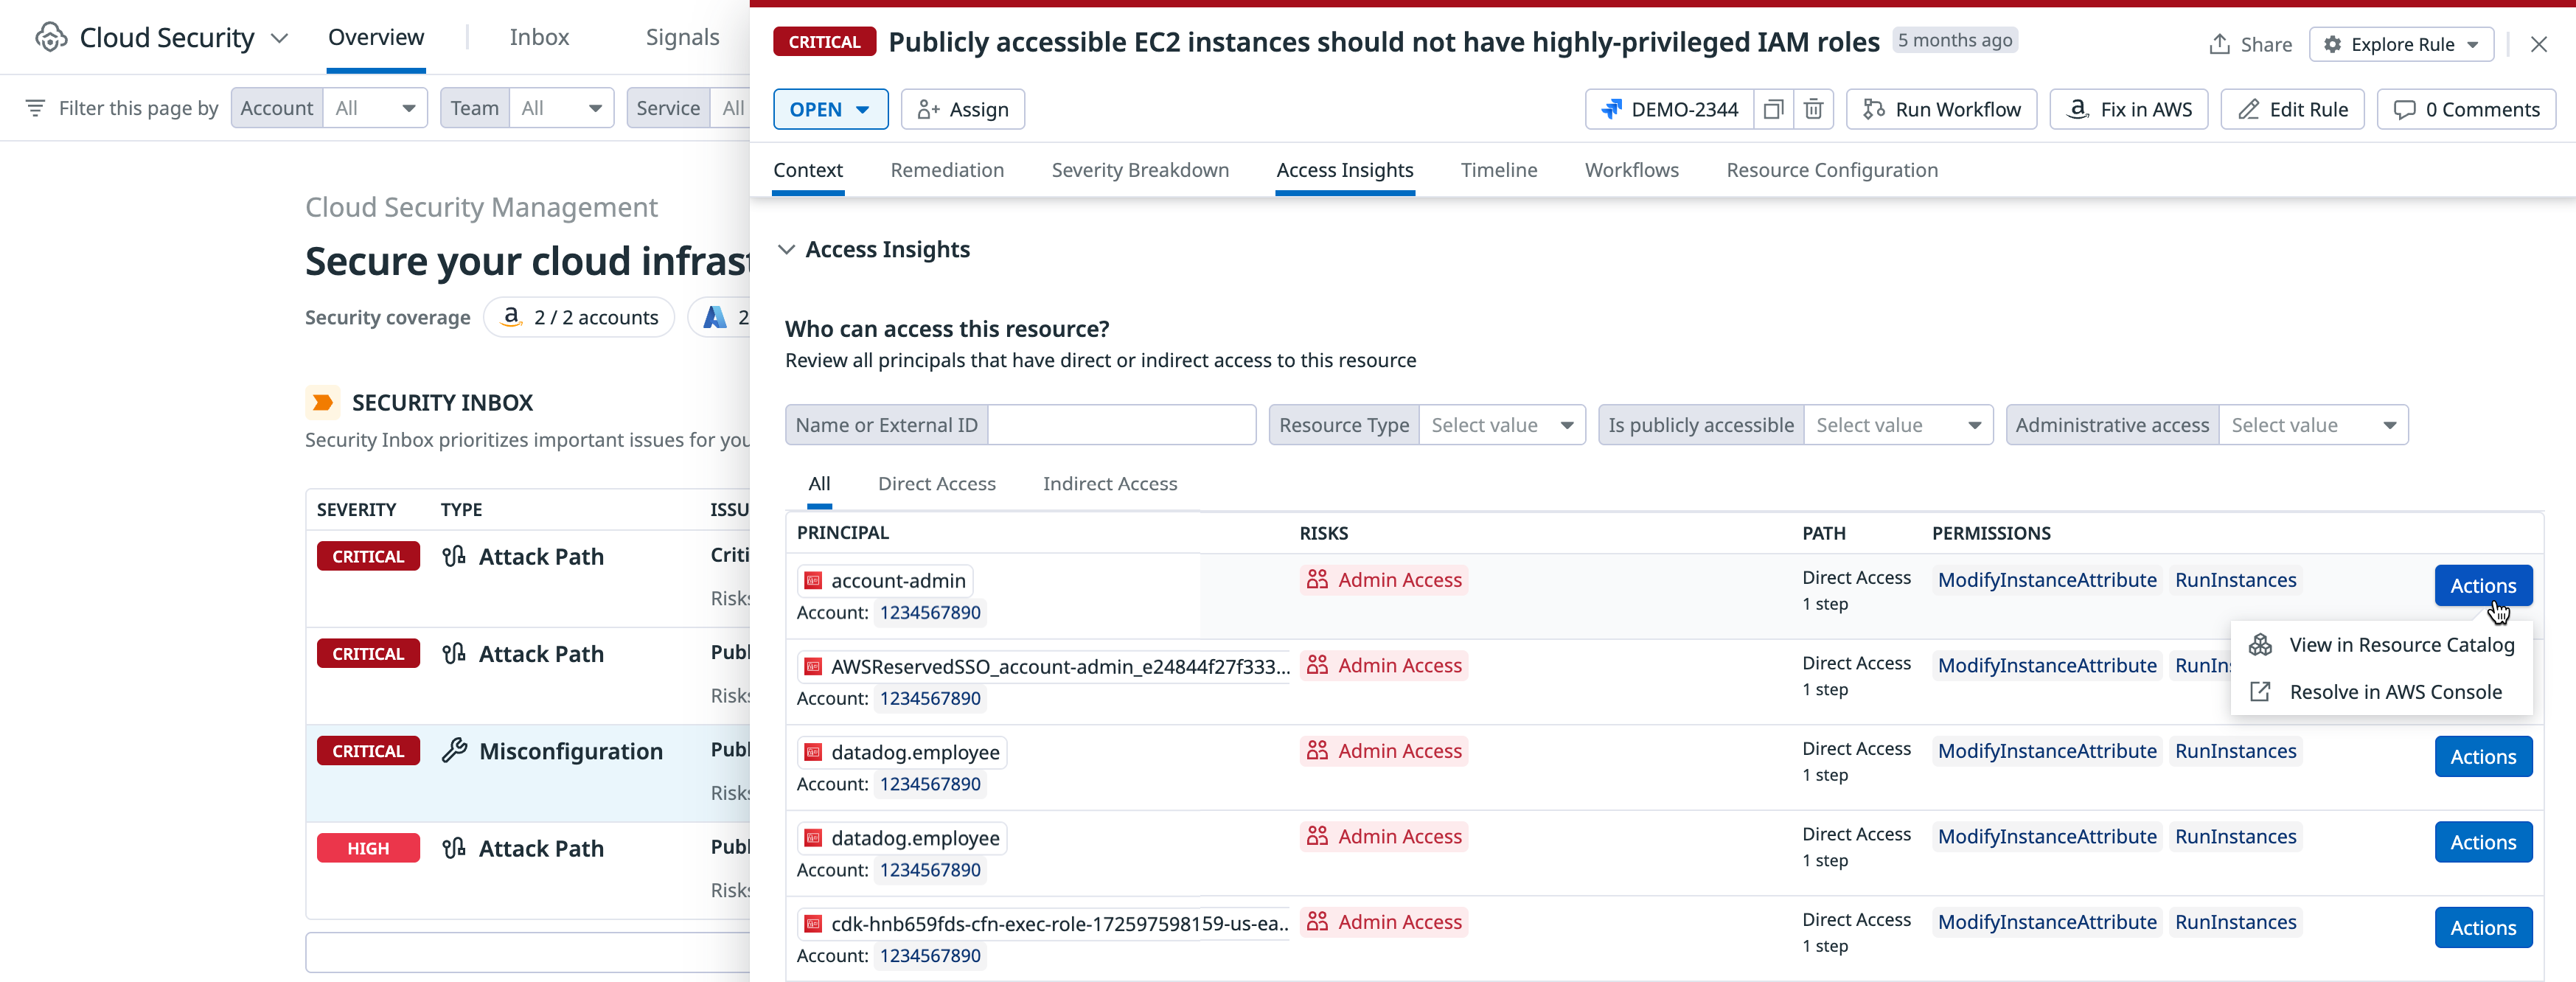 Cloud Security
Overview
Inbox
Signals
Filter this page by
Account All
Team All
Service All
Cloud Security Management
Secure your cloud infrast
Security coverage
2 / 2 accounts
2
SECURITY INBOX
Security Inbox prioritizes important issues for you
SEVERITY TYPE ISSU
CRITICAL Attack Path Criti
Risks
CRITICAL Attack Path Publ
Risks
CRITICAL Misconfiguration Publ
Risks
HIGH Attack Path Publ
Risks
CRITICAL Publicly accessible EC2 instances should not have highly-privileged IAM roles 5 months ago
Share
Explore Rule
OPEN
Assign
DEMO-2344
Run Workflow
Fix in AWS
Edit Rule
0 Comments
Context
Remediation
Severity Breakdown
Access Insights
Timeline
Workflows
Resource Configuration
Access Insights
Who can access this resource?
Review all principals that have direct or indirect access to this resource
Name or External ID
Resource Type Select value
Is publicly accessible Select value
Administrative access Select value
All
Direct Access
Indirect Access
PRINCIPAL RISKS PATH PERMISSIONS
account-admin Admin Access Direct Access ModifyInstanceAttribute RunInstances Actions
Account: 1234567890 1 step
View in Resource Catalog
Resolve in AWS Console
AWSReservedSSO_account-admin_e24844f27f333... Admin Access Direct Access ModifyInstanceAttribute RunIns
Account: 1234567890 1 step
datadog.employee Admin Access Direct Access ModifyInstanceAttribute RunInstances Actions
Account: 1234567890 1 step
datadog.employee Admin Access Direct Access ModifyInstanceAttribute RunInstances Actions
Account: 1234567890 1 step
cdk-hnb659fds-cfn-exec-role-172597598159-us-ea.. Admin Access Direct Access ModifyInstanceAttribute RunInstances Actions
Account: 1234567890 1 step